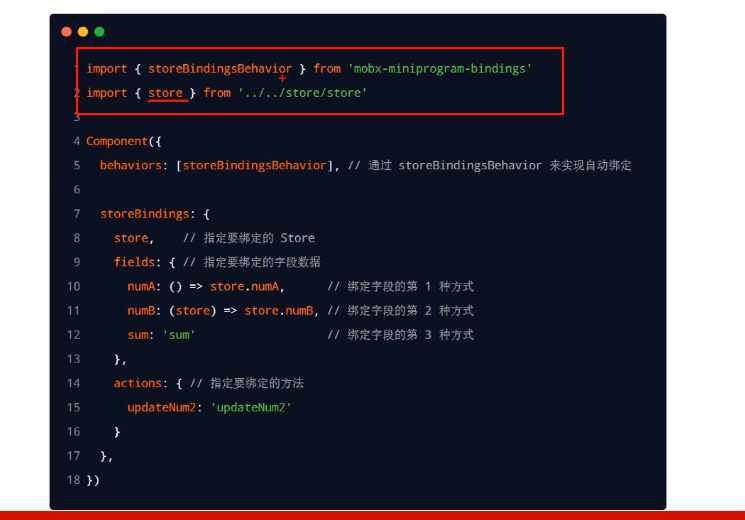 1 import { storeBindingsBehavior } from 'mobx-miniprogram-bindings'
2 import { store } from '../../store/store'
3
4 Component({
5 behaviors: [storeBindingsBehavior], // 通过 storeBindingsBehavior 来实现自动绑定
6
7 storeBindings: {
8 store, // 指定要绑定的 Store
9 fields: { // 指定要绑定的字段数据
10 numA: () => store.numA, // 绑定字段的第 1 种方式
11 numB: (store) => store.numB, // 绑定字段的第 2 种方式
12 sum: 'sum' // 绑定字段的第 3 种方式
13 },
14 actions: { // 指定要绑定的方法
15 updateNum2: 'updateNum2'
16 }
17 },
18 })